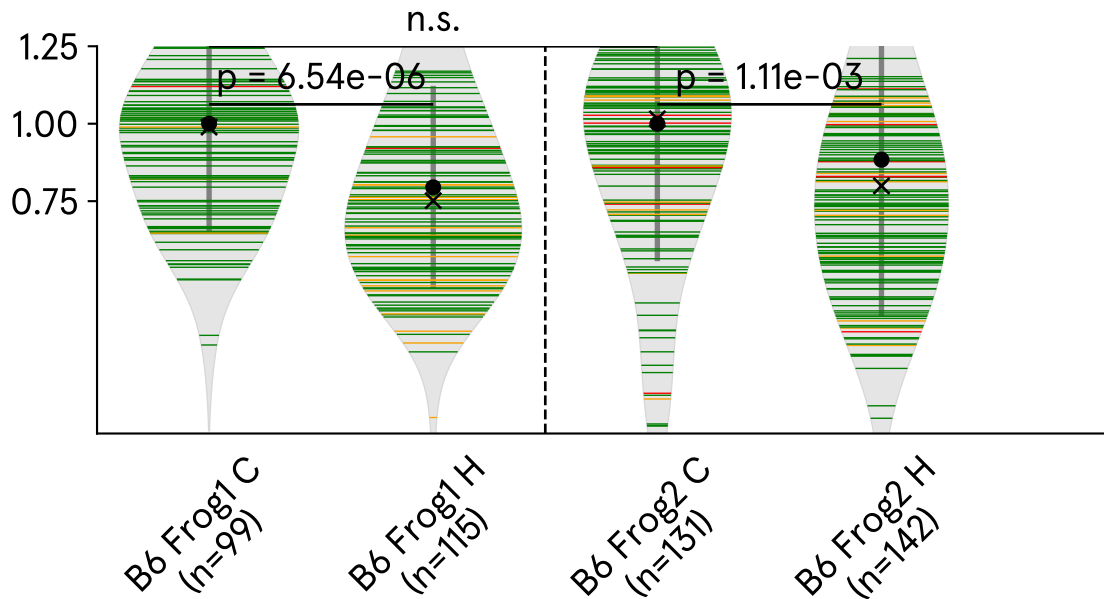 n.s.
1.25
p = 6.54e-06
p = 1.11e-03
1.00
0.75
B6 Frog1 C
(n=99)
B6 Frog1 H
(n=115)
B6 Frog2 C
(n=131)
B6 Frog2 H
(n=142)